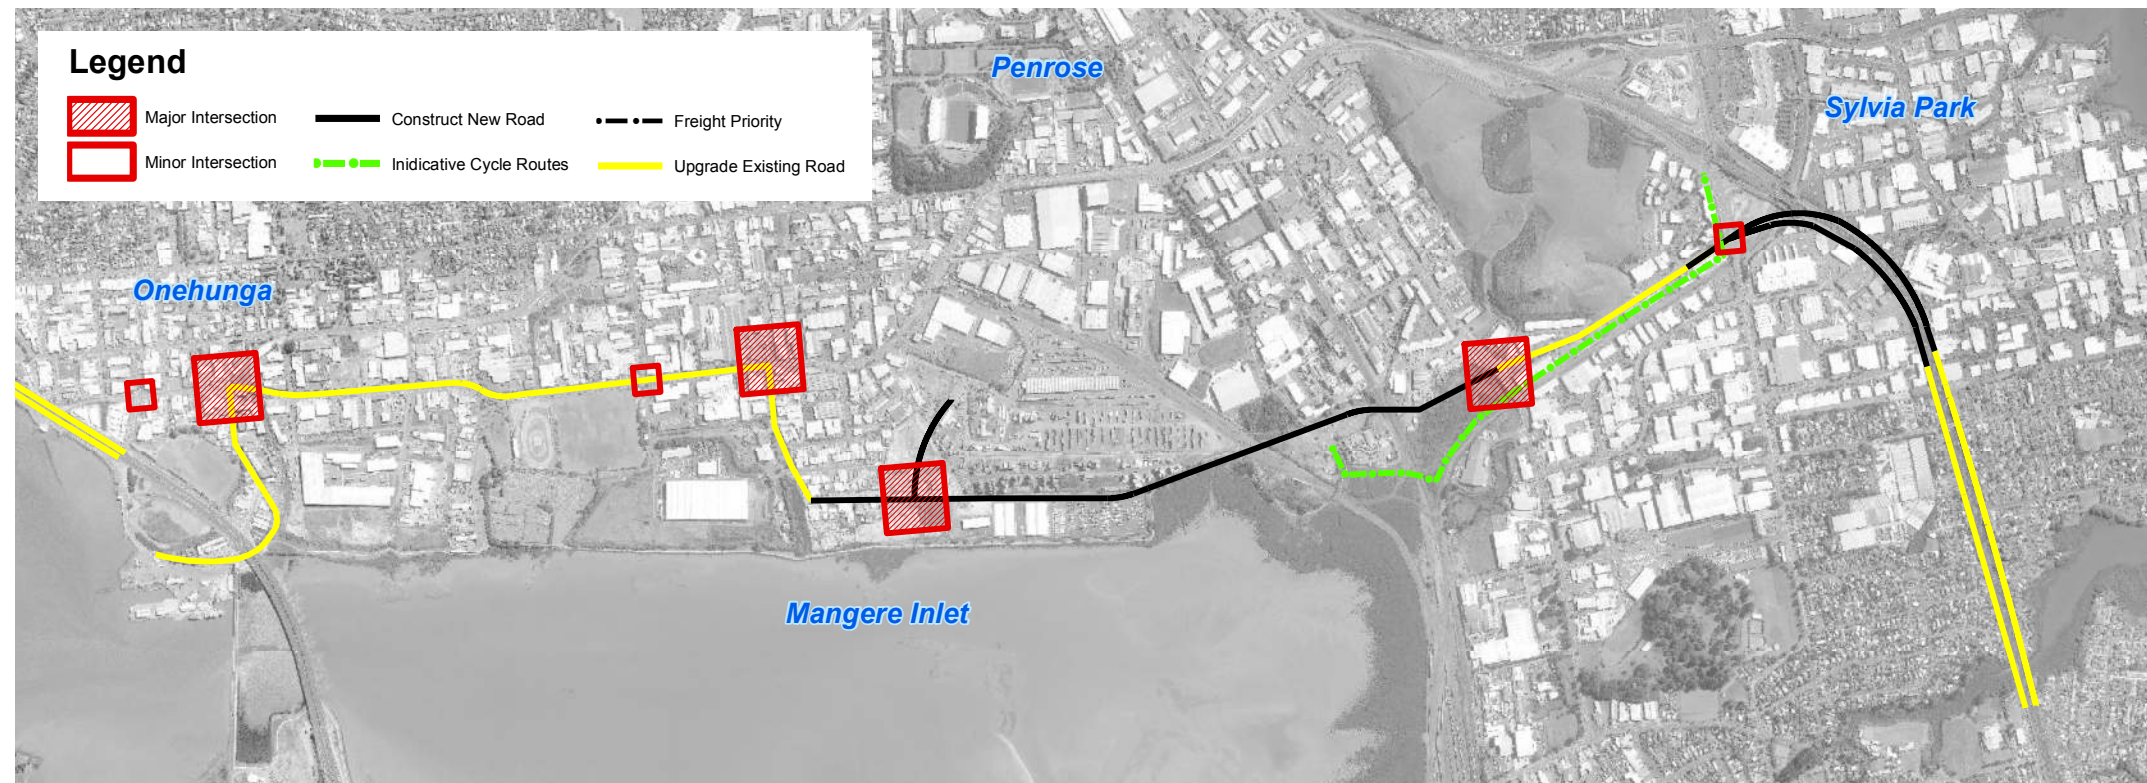 Legend
Major Intersection
Construct New Road
Freight Priority
Minor Intersection
Inidicative Cycle Routes
Upgrade Existing Road
Penrose
Sylvia Park
Onehunga
Mangere Inlet